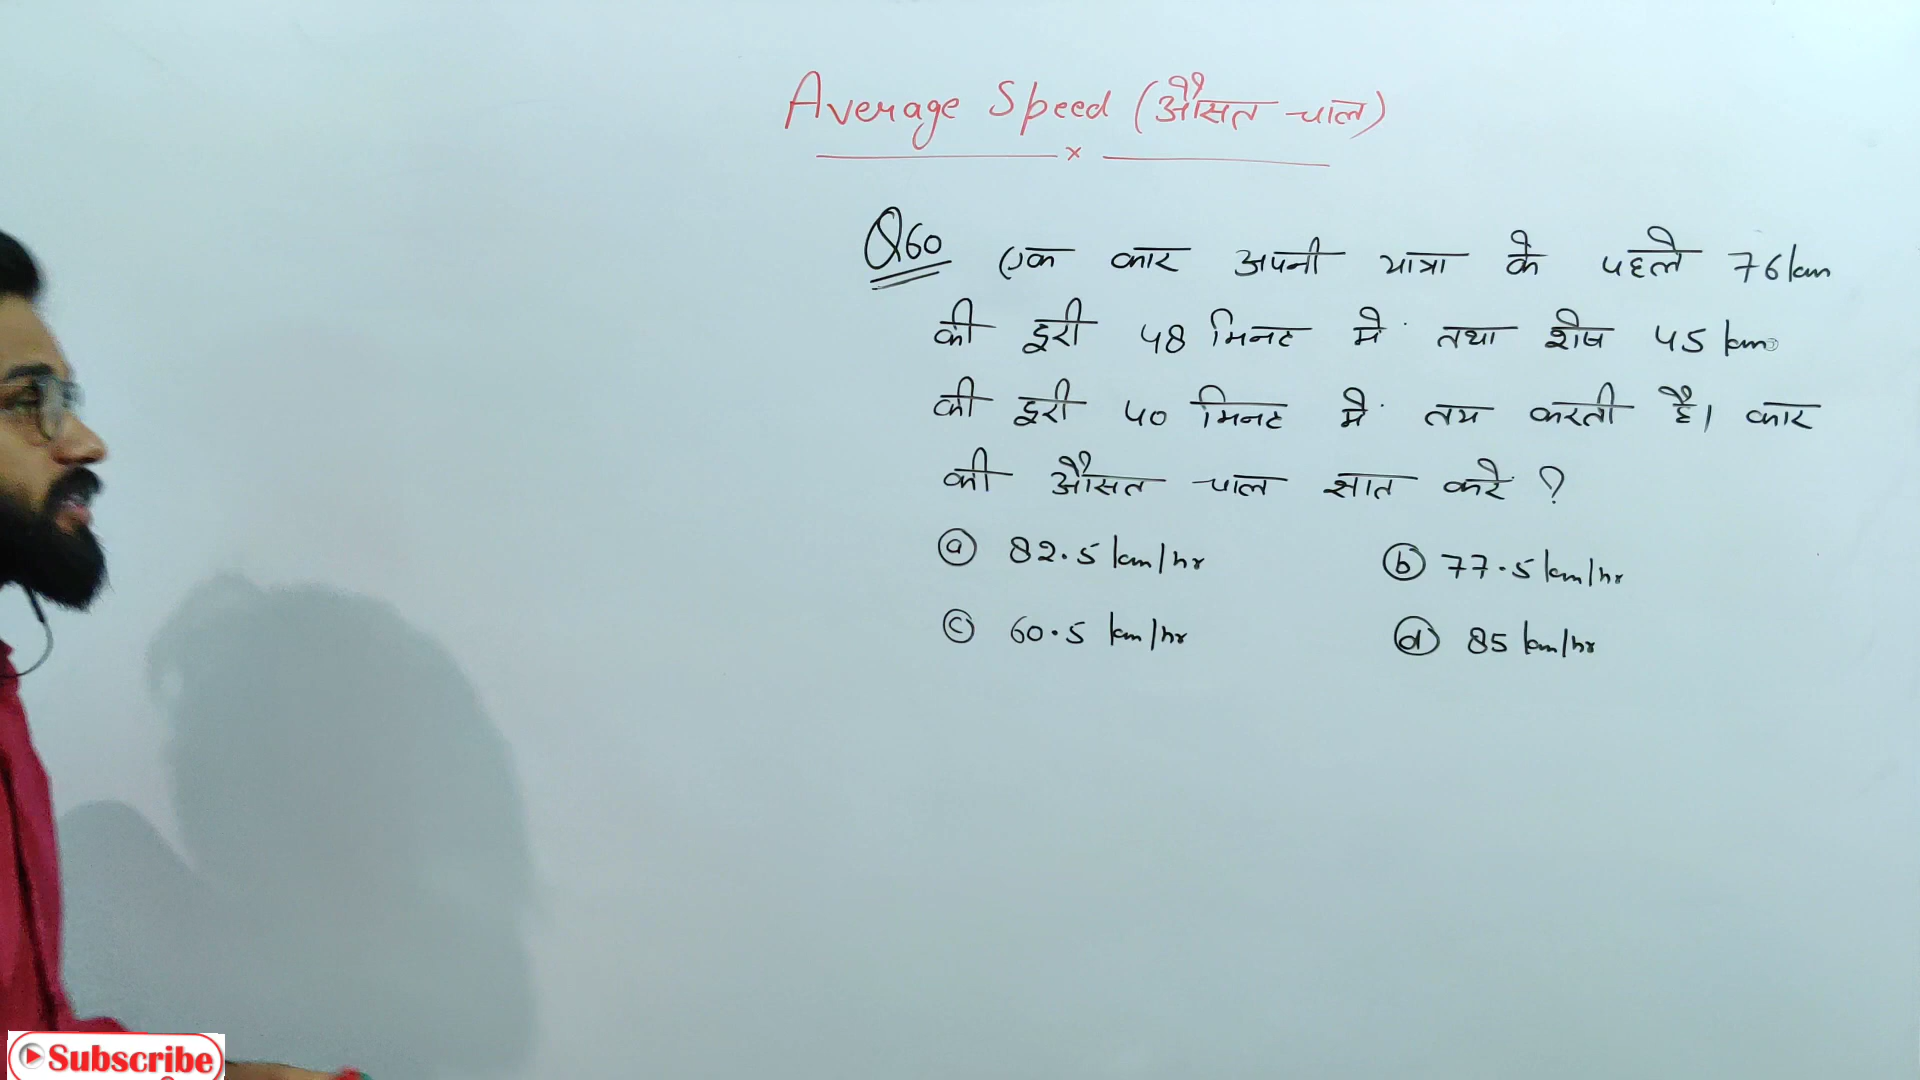 Average Speed (औसत चाल)
x
Q60 एक कार अपनी यात्रा के पहले 76 km
की दूरी 48 मिनट में तथा शेष 45 km
की दूरी 40 मिनट में तय करती है। कार
की औसत चाल ज्ञात करें ?
(a) 82.5 km/hr (b) 77.5 km/hr
(c) 60.5 km/hr (d) 85 km/hr
Subscribe